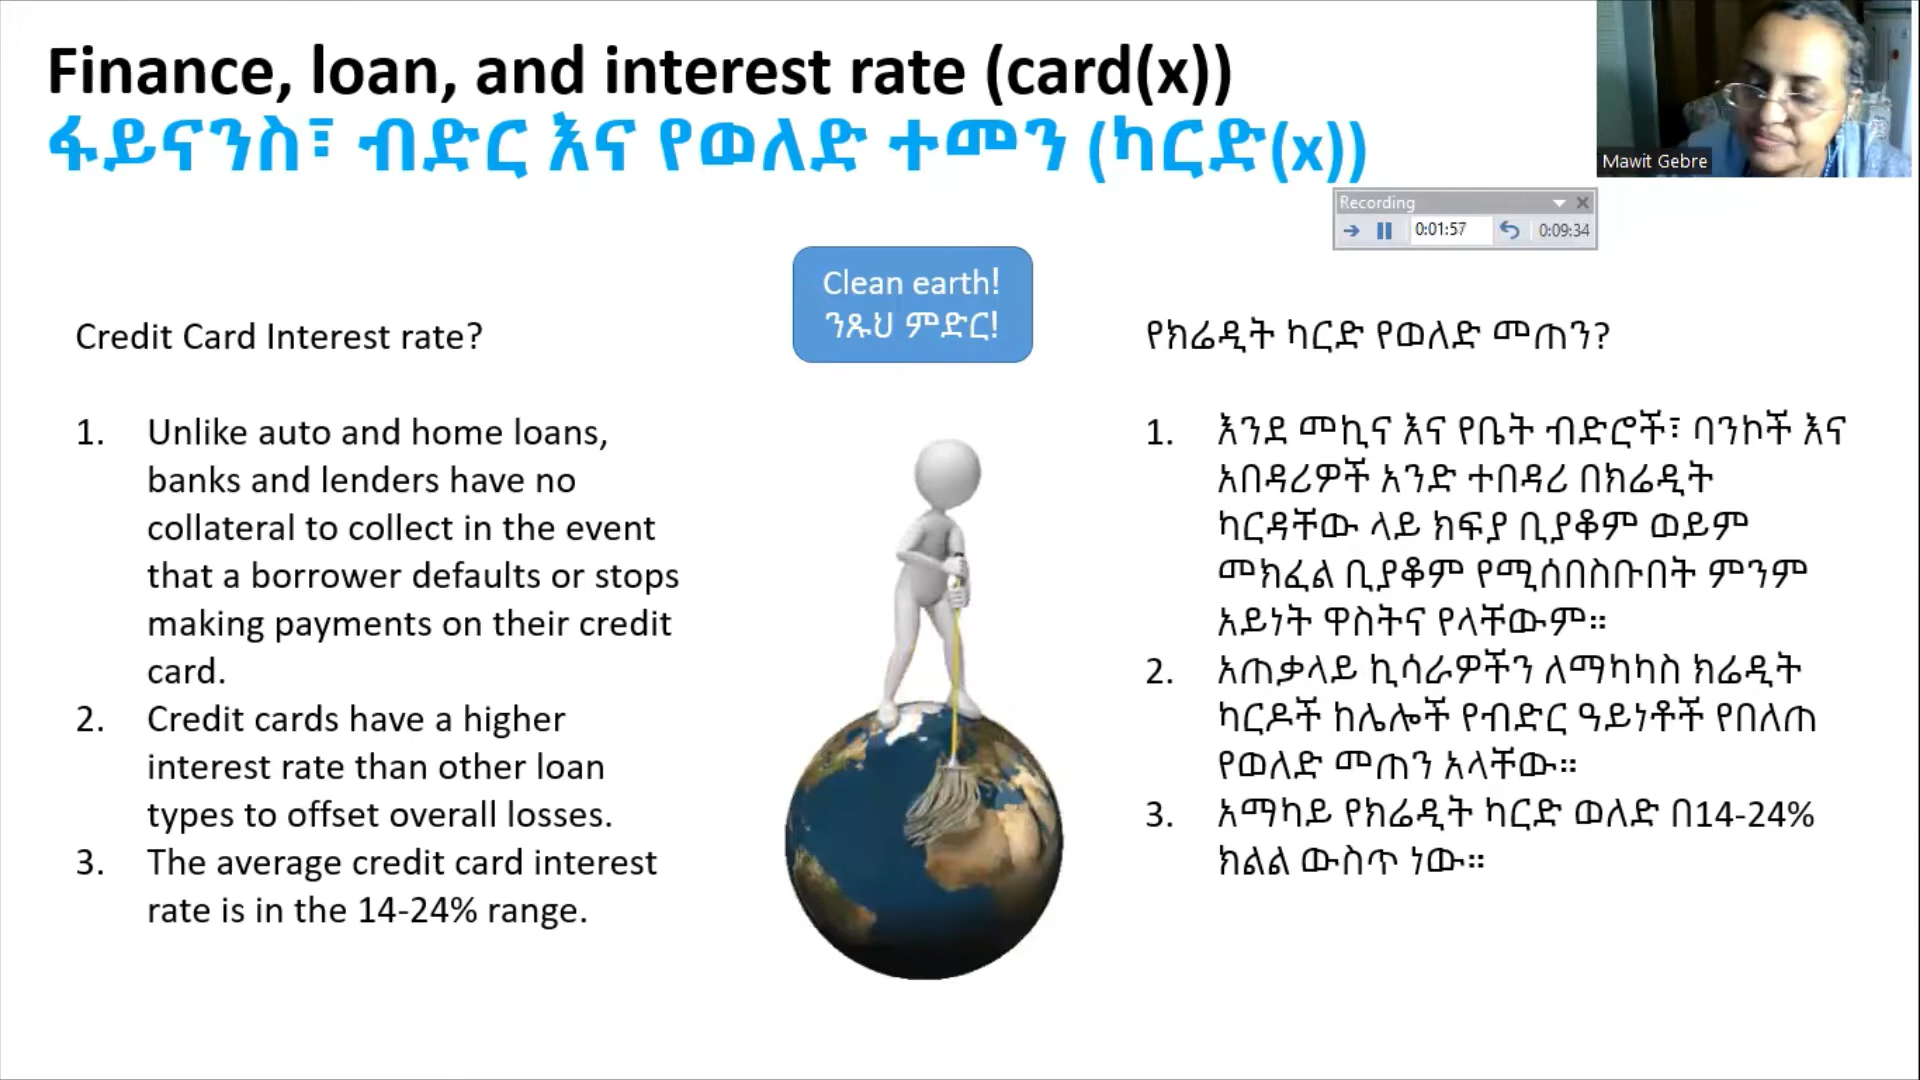 Finance, loan, and interest rate (card(x))
ፋይናንስ፣ ብድር እና የወለድ ተመን (ካርድ(x))
Mawit Gebre
Recording
0:01:57
0:09:34
Clean earth!
ንጹህ ምድር!
Credit Card Interest rate?
1. Unlike auto and home loans,
banks and lenders have no
collateral to collect in the event
that a borrower defaults or stops
making payments on their credit
card.
2. Credit cards have a higher
interest rate than other loan
types to offset overall losses.
3. The average credit card interest
rate is in the 14-24% range.
የክሬዲት ካርድ የወለድ መጠን?
1. እንደ መኪና እና የቤት ብድሮች፣ ባንኮች እና
አበዳሪዎች አንድ ተበዳሪ በክሬዲት
ካርዳቸው ላይ ክፍያ ቢያቆም ወይም
መክፈል ቢያቆም የሚሰበስቡበት ምንም
አይነት ዋስትና የላቸውም።
2. አጠቃላይ ኪሳራዎችን ለማካካስ ክሬዲት
ካርዶች ከሌሎች የብድር ዓይነቶች የበለጠ
የወለድ መጠን አላቸው።
3. አማካይ የክሬዲት ካርድ ወለድ በ14-24%
ክልል ውስጥ ነው።